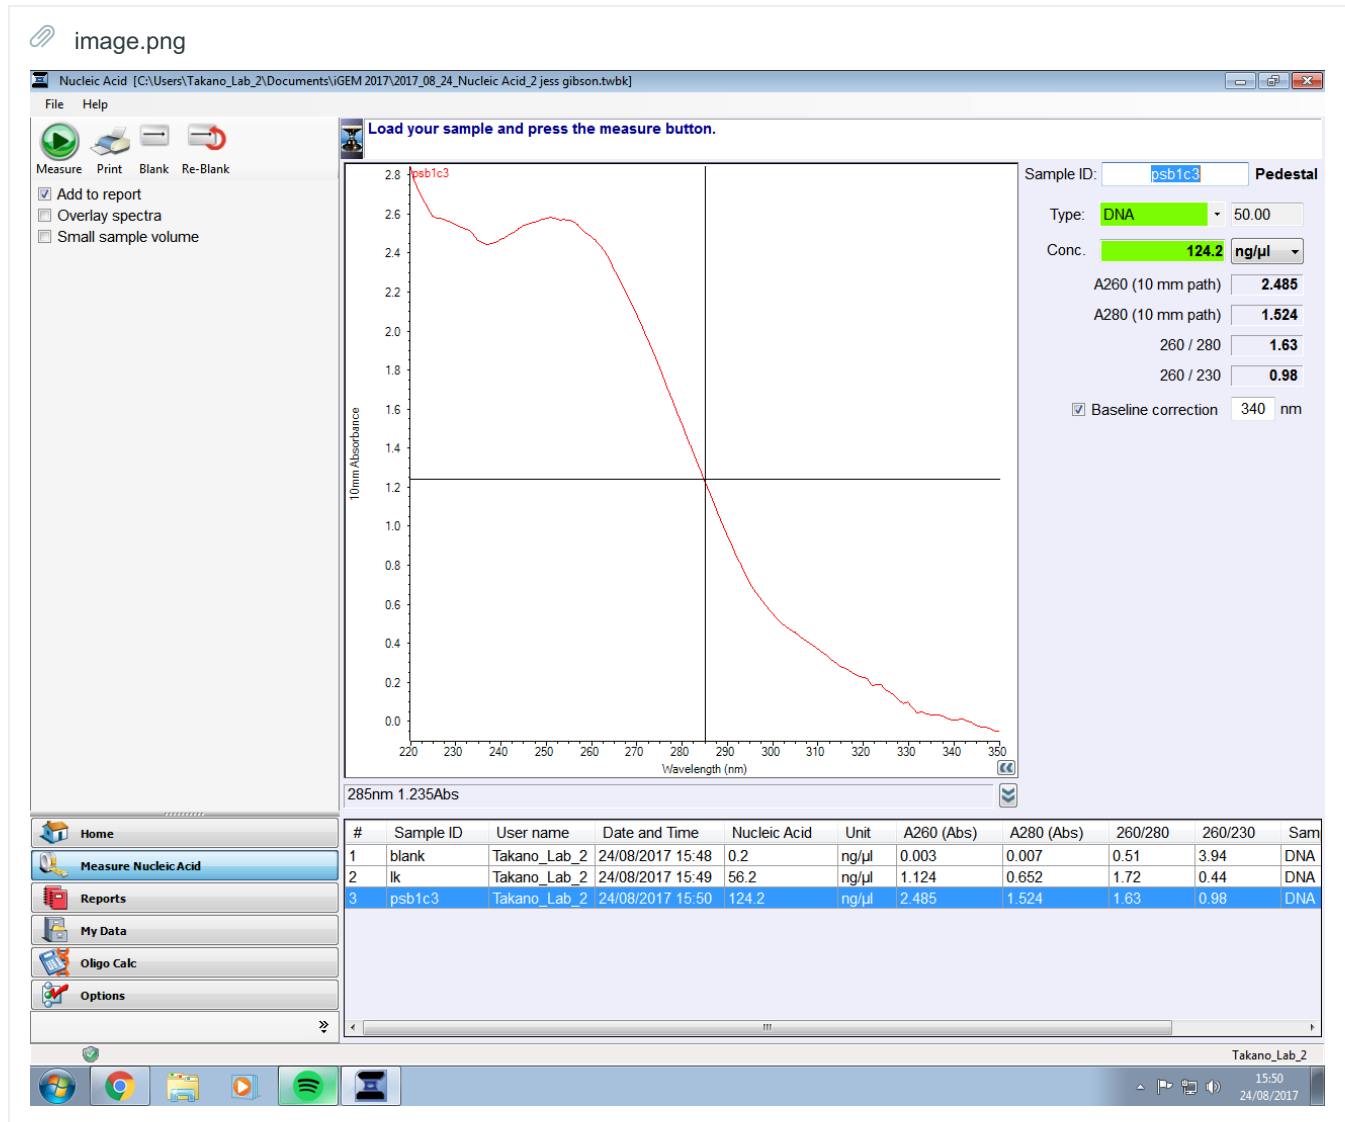 image.png
Nucleic Acid [C:\Users\Takano_Lab_2\Documents\iGEM 2017\2017_08_24_Nucleic Acid_2 jess gibson.twbk]
File Help
Measure Print Blank Re-Blank
Add to report
Overlay spectra
Small sample volume
Load your sample and press the measure button.
psb1c3
2.8
2.6
2.4
2.2
2.0
1.8
1.6
1.4
1.2
1.0
0.8
0.6
0.4
0.2
0.0
10mm Absorbance
220 230 240 250 260 270 280 290 300 310 320 330 340 350
Wavelength (nm)
285nm 1.235Abs
Sample ID: psb1c3 Pedestal
Type: DNA 50.00
Conc. 124.2 ng/µl
A260 (10 mm path) 2.485
A280 (10 mm path) 1.524
260 / 280 1.63
260 / 230 0.98
Baseline correction 340 nm
Home
Measure Nucleic Acid
Reports
My Data
Oligo Calc
Options
# Sample ID User name Date and Time Nucleic Acid Unit A260 (Abs) A280 (Abs) 260/280 260/230 Sam
1 blank Takano_Lab_2 24/08/2017 15:48 0.2 ng/µl 0.003 0.007 0.51 3.94 DNA
2 lk Takano_Lab_2 24/08/2017 15:49 56.2 ng/µl 1.124 0.652 1.72 0.44 DNA
3 psb1c3 Takano_Lab_2 24/08/2017 15:50 124.2 ng/µl 2.485 1.524 1.63 0.98 DNA
Takano_Lab_2
15:50
24/08/2017